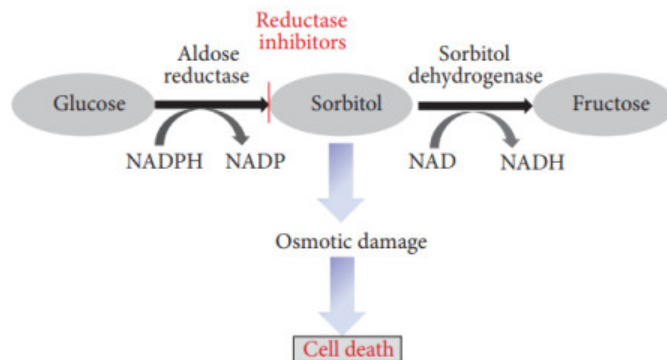 Reductase
inhibitors
Aldose
reductase
Sorbitol
dehydrogenase
Glucose
Sorbitol
Fructose
NADPH
NADP
NAD
NADH
Osmotic damage
Cell death